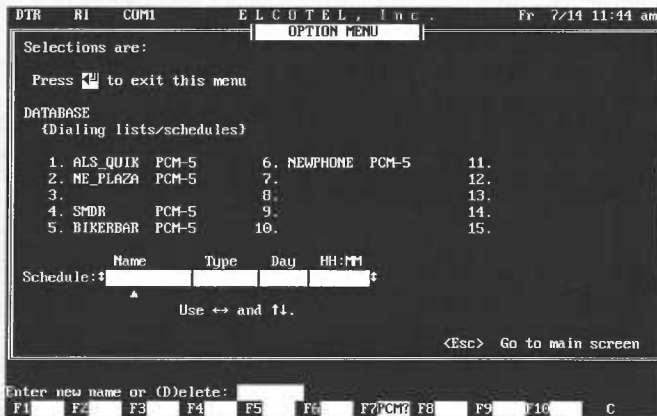 DTR RI COM1 E L C O T E L , I n c . Fr 7/14 11:44 am
OPTION MENU
Selections are:
Press ◄┘ to exit this menu
DATABASE
{Dialing lists/schedules}
1. ALS_QUIK PCM-5 6. NEWPHONE PCM-5 11.
2. NE_PLAZA PCM-5 7. 12.
3. 8. 13.
4. SMDR PCM-5 9. 14.
5. BIKERBAR PCM-5 10. 15.
Name Type Day HH:MM
Schedule:↕ ↕
Use ↔ and ↑↓.
<Esc> Go to main screen
Enter new name or (D)elete:
F1 F2 F3 F4 F5 F6 F7PCM? F8 F9 F10 C